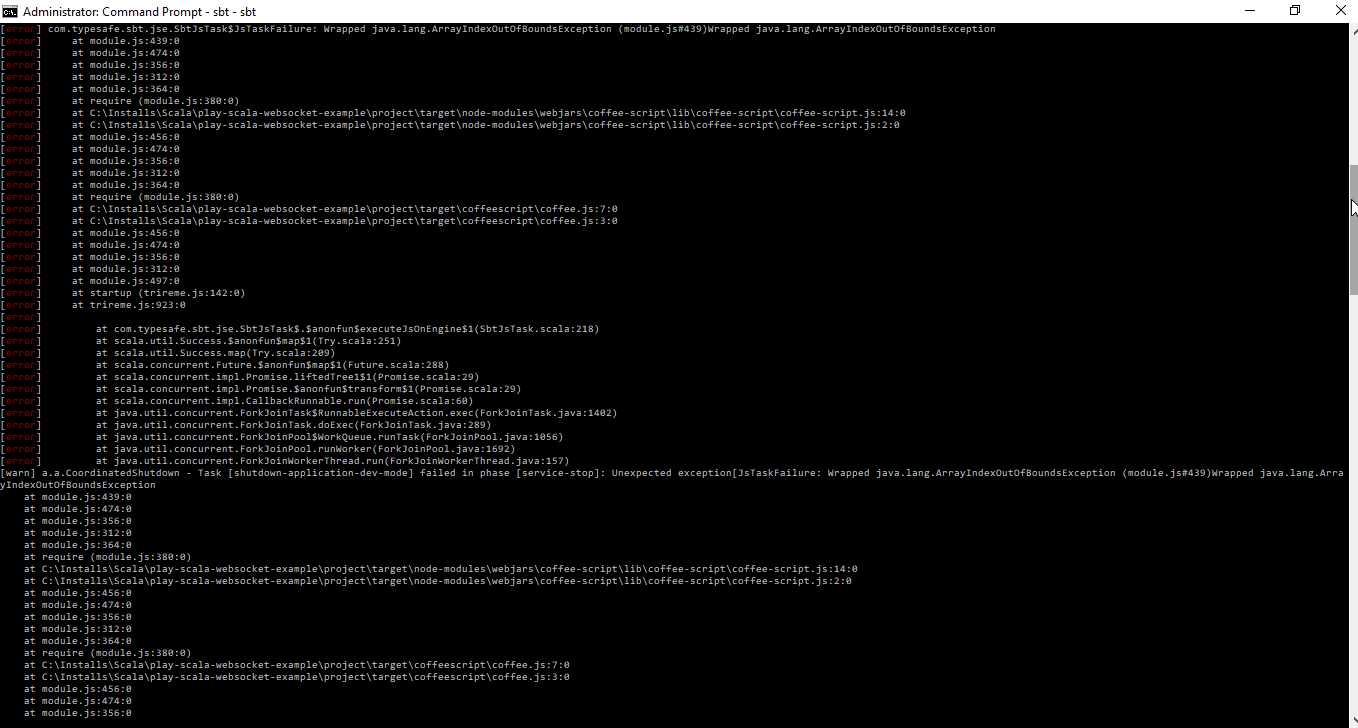 Administrator: Command Prompt - sbt - sbt
[error] com.typesafe.sbt.jse.SbtJsTask$JsTaskFailure: Wrapped java.lang.ArrayIndexOutOfBoundsException (module.js#439)Wrapped java.lang.ArrayIndexOutOfBoundsException
[error]     at module.js:439:0
[error]     at module.js:474:0
[error]     at module.js:356:0
[error]     at module.js:312:0
[error]     at module.js:364:0
[error]     at require (module.js:380:0)
[error]     at C:\Installs\Scala\play-scala-websocket-example\project\target\node-modules\webjars\coffee-script\lib\coffee-script\coffee-script.js:14:0
[error]     at C:\Installs\Scala\play-scala-websocket-example\project\target\node-modules\webjars\coffee-script\lib\coffee-script\coffee-script.js:2:0
[error]     at module.js:456:0
[error]     at module.js:474:0
[error]     at module.js:356:0
[error]     at module.js:312:0
[error]     at module.js:364:0
[error]     at require (module.js:380:0)
[error]     at C:\Installs\Scala\play-scala-websocket-example\project\target\coffeescript\coffee.js:7:0
[error]     at C:\Installs\Scala\play-scala-websocket-example\project\target\coffeescript\coffee.js:3:0
[error]     at module.js:456:0
[error]     at module.js:474:0
[error]     at module.js:356:0
[error]     at module.js:312:0
[error]     at module.js:497:0
[error]     at startup (trireme.js:142:0)
[error]     at trireme.js:923:0
[error]
[error]         at com.typesafe.sbt.jse.SbtJsTask$.$anonfun$executeJsOnEngine$1(SbtJsTask.scala:218)
[error]         at scala.util.Success.$anonfun$map$1(Try.scala:251)
[error]         at scala.util.Success.map(Try.scala:209)
[error]         at scala.concurrent.Future.$anonfun$map$1(Future.scala:288)
[error]         at scala.concurrent.impl.Promise.liftedTree1$1(Promise.scala:29)
[error]         at scala.concurrent.impl.Promise.$anonfun$transform$1(Promise.scala:29)
[error]         at scala.concurrent.impl.CallbackRunnable.run(Promise.scala:60)
[error]         at java.util.concurrent.ForkJoinTask$RunnableExecuteAction.exec(ForkJoinTask.java:1402)
[error]         at java.util.concurrent.ForkJoinTask.doExec(ForkJoinTask.java:289)
[error]         at java.util.concurrent.ForkJoinPool$WorkQueue.runTask(ForkJoinPool.java:1056)
[error]         at java.util.concurrent.ForkJoinPool.runWorker(ForkJoinPool.java:1692)
[error]         at java.util.concurrent.ForkJoinWorkerThread.run(ForkJoinWorkerThread.java:157)
[warn] a.a.CoordinatedShutdown - Task [shutdown-application-dev-mode] failed in phase [service-stop]: Unexpected exception[JsTaskFailure: Wrapped java.lang.ArrayIndexOutOfBoundsException (module.js#439)Wrapped java.lang.Arra
yIndexOutOfBoundsException
    at module.js:439:0
    at module.js:474:0
    at module.js:356:0
    at module.js:312:0
    at module.js:364:0
    at require (module.js:380:0)
    at C:\Installs\Scala\play-scala-websocket-example\project\target\node-modules\webjars\coffee-script\lib\coffee-script\coffee-script.js:14:0
    at C:\Installs\Scala\play-scala-websocket-example\project\target\node-modules\webjars\coffee-script\lib\coffee-script\coffee-script.js:2:0
    at module.js:456:0
    at module.js:474:0
    at module.js:356:0
    at module.js:312:0
    at module.js:364:0
    at require (module.js:380:0)
    at C:\Installs\Scala\play-scala-websocket-example\project\target\coffeescript\coffee.js:7:0
    at C:\Installs\Scala\play-scala-websocket-example\project\target\coffeescript\coffee.js:3:0
    at module.js:456:0
    at module.js:474:0
    at module.js:356:0